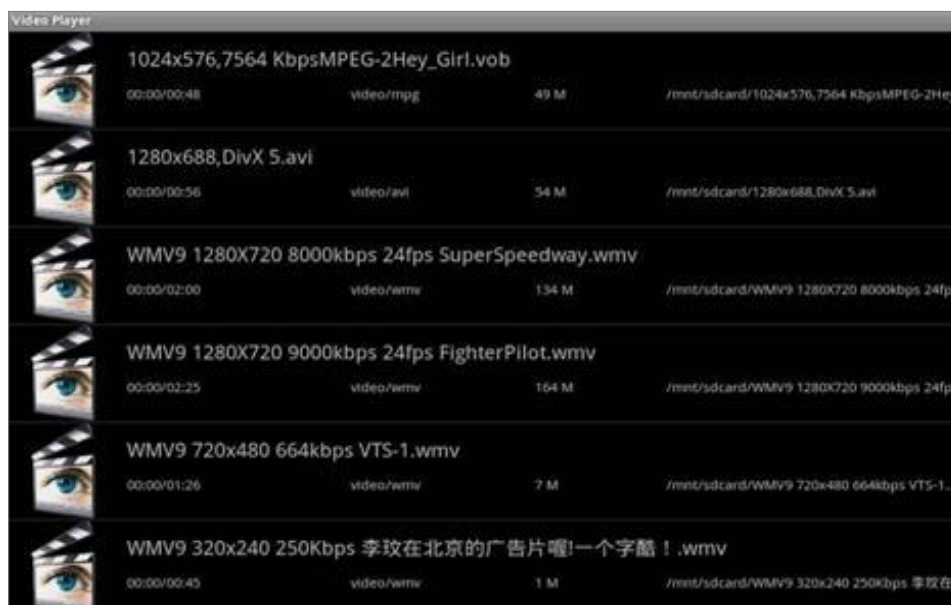 Video Player
1024x576,7564 KbpsMPEG-2Hey_Girl.vob
00:00/00:48 video/mpg 49 M /mnt/sdcard/1024x576,7564 KbpsMPEG-2Hey
1280x688,DivX 5.avi
00:00/00:56 video/avi 54 M /mnt/sdcard/1280x688,DivX 5.avi
WMV9 1280X720 8000kbps 24fps SuperSpeedway.wmv
00:00/02:00 video/wmv 134 M /mnt/sdcard/WMV9 1280X720 8000kbps 24fp
WMV9 1280X720 9000kbps 24fps FighterPilot.wmv
00:00/02:25 video/wmv 164 M /mnt/sdcard/WMV9 1280X720 9000kbps 24fp
WMV9 720x480 664kbps VTS-1.wmv
00:00/01:26 video/wmv 7 M /mnt/sdcard/WMV9 720x480 664kbps VTS-1.
WMV9 320x240 250Kbps 李玟在北京的广告片喔!一个字酷！.wmv
00:00/00:45 video/wmv 1 M /mnt/sdcard/WMV9 320x240 250Kbps 李玟在